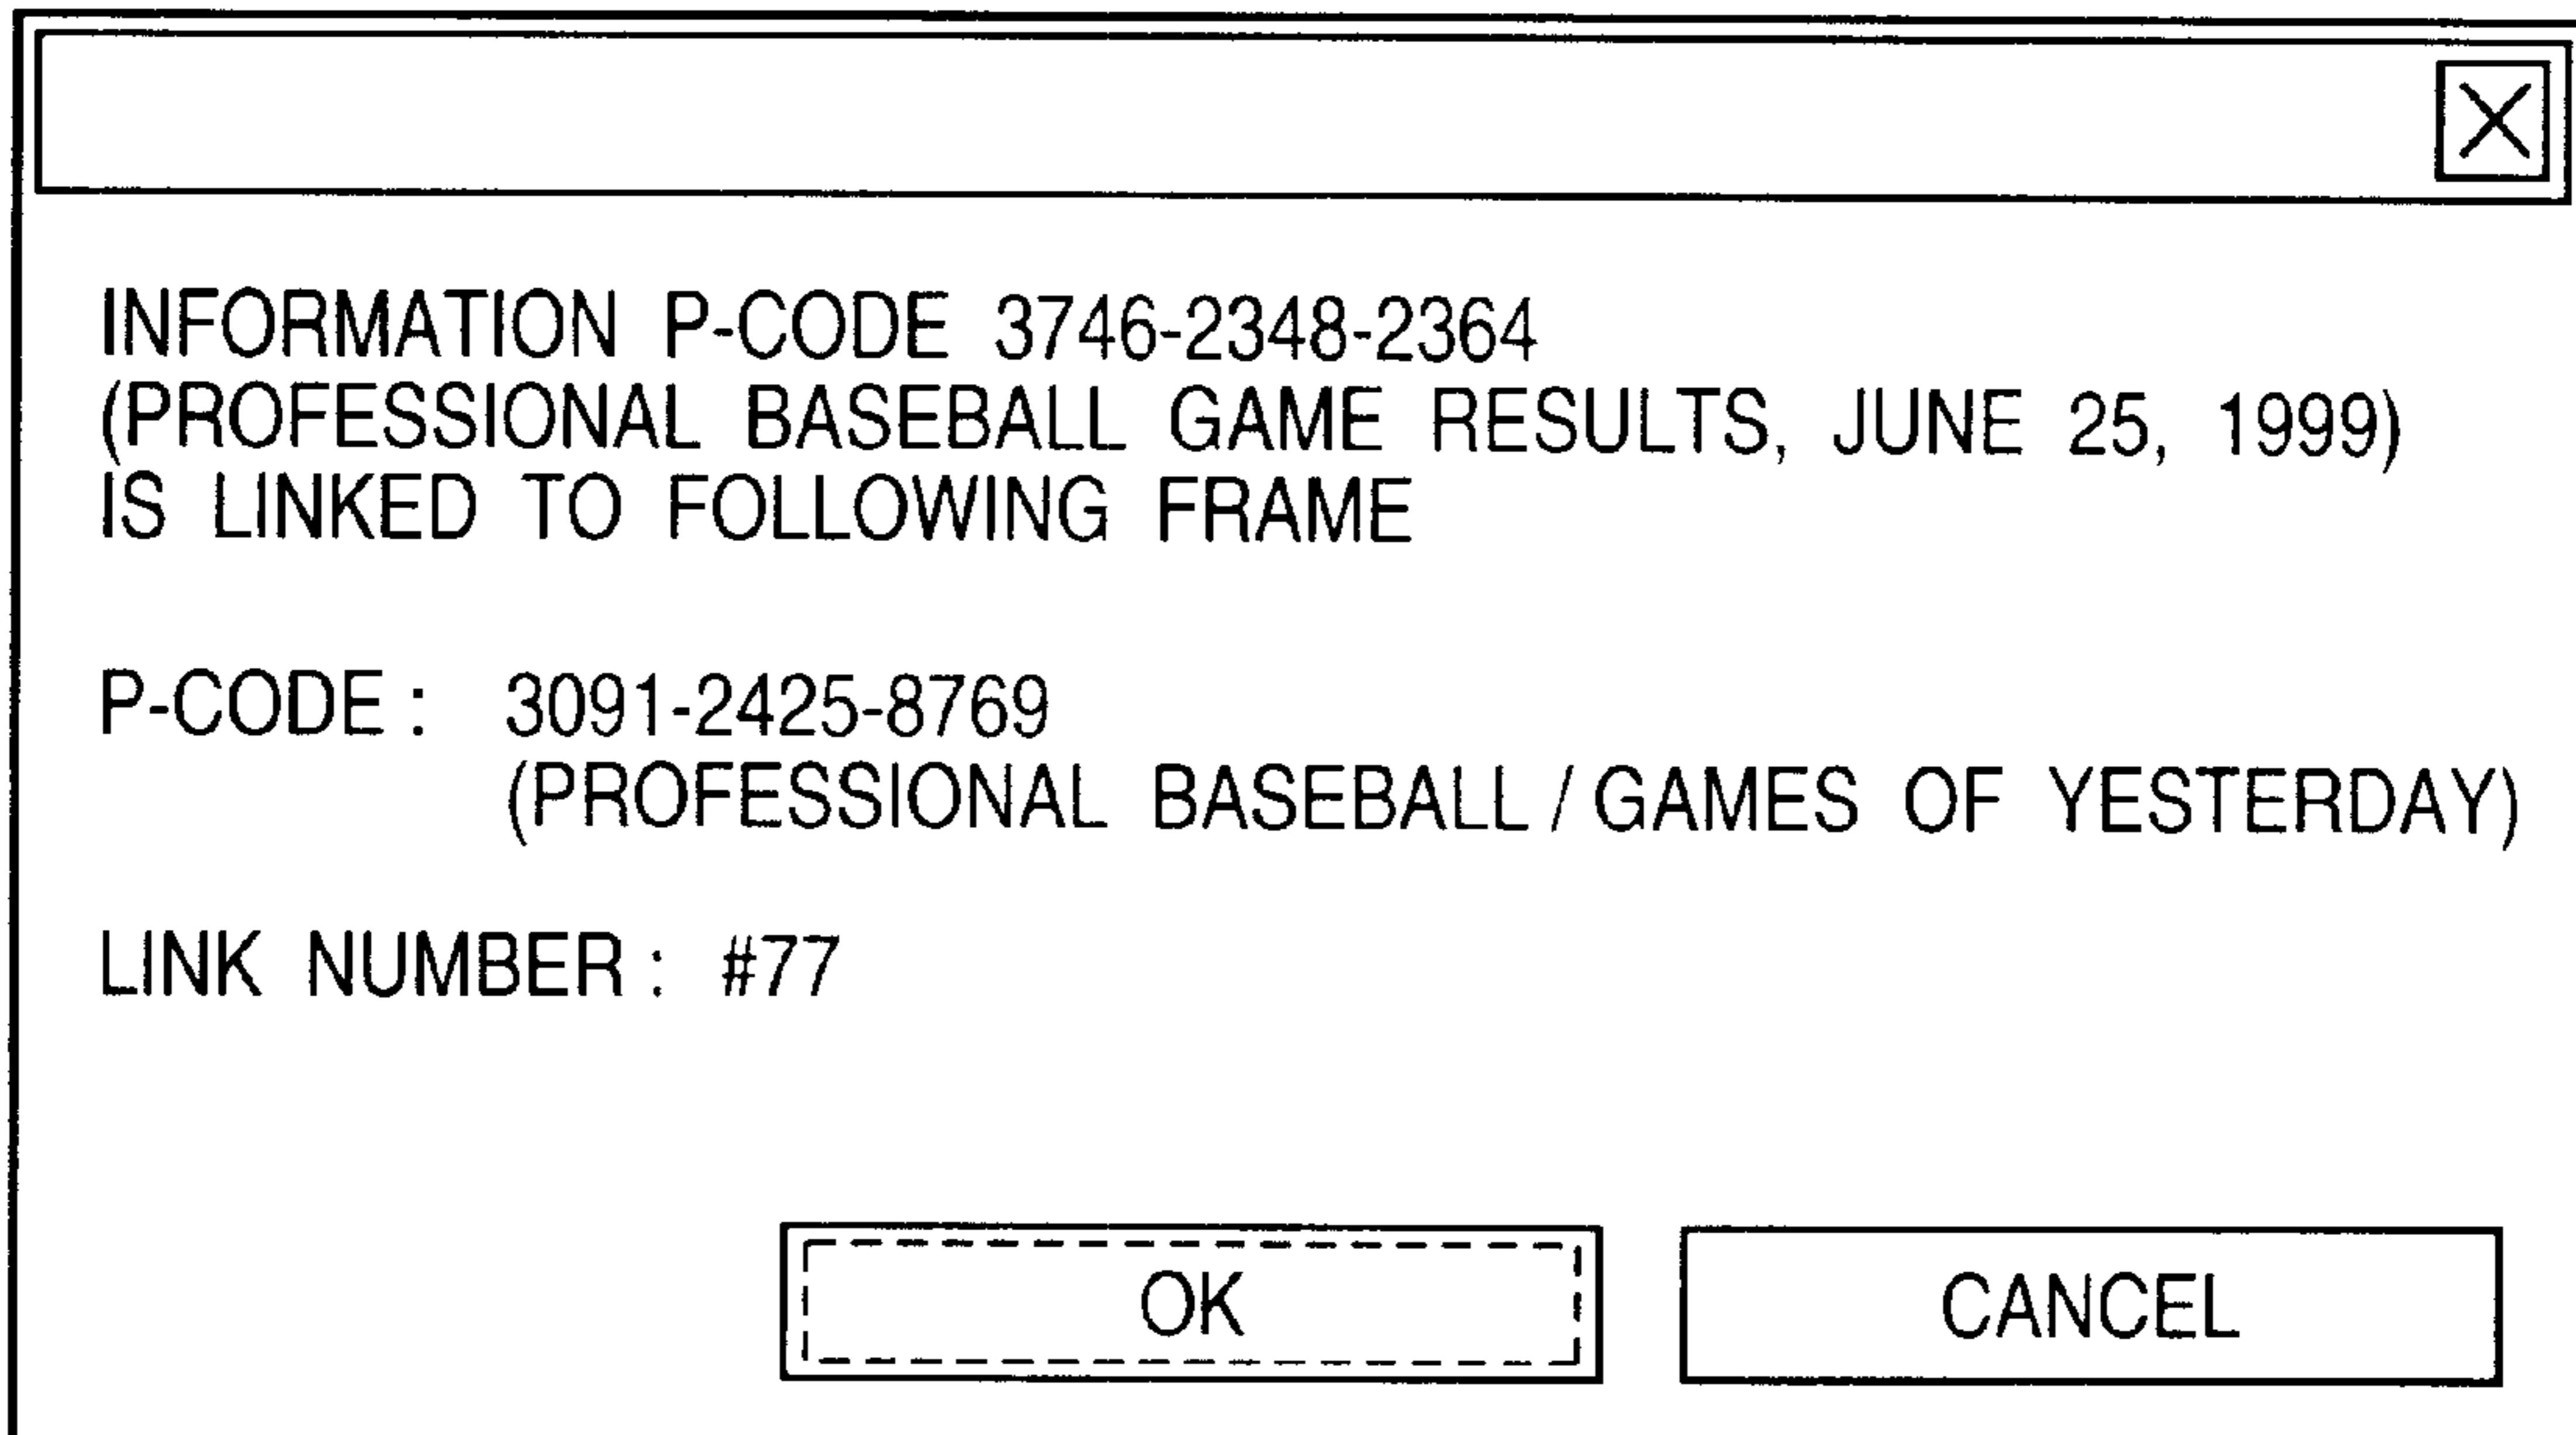 INFORMATION P-CODE 3746-2348-2364
(PROFESSIONAL BASEBALL GAME RESULTS, JUNE 25, 1999)
IS LINKED TO FOLLOWING FRAME
P-CODE : 3091-2425-8769
(PROFESSIONAL BASEBALL / GAMES OF YESTERDAY)
LINK NUMBER : #77
OK CANCEL